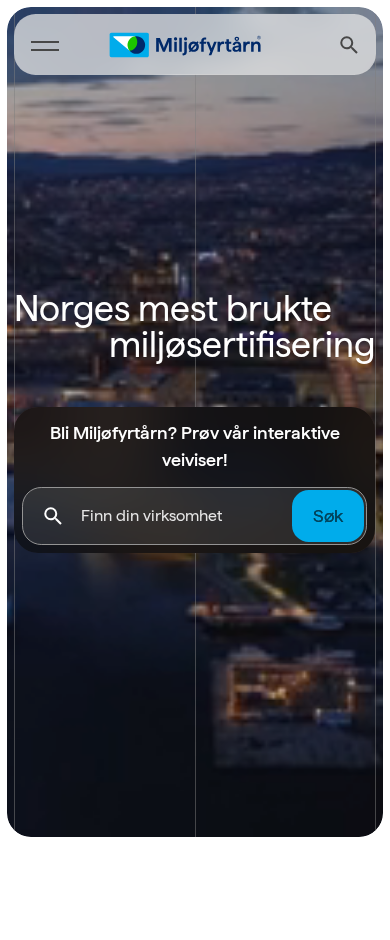 Miljøfyrtårn®
Norges mest brukte
miljøsertifisering
Bli Miljøfyrtårn? Prøv vår interaktive
veiviser!
Finn din virksomhet
Søk